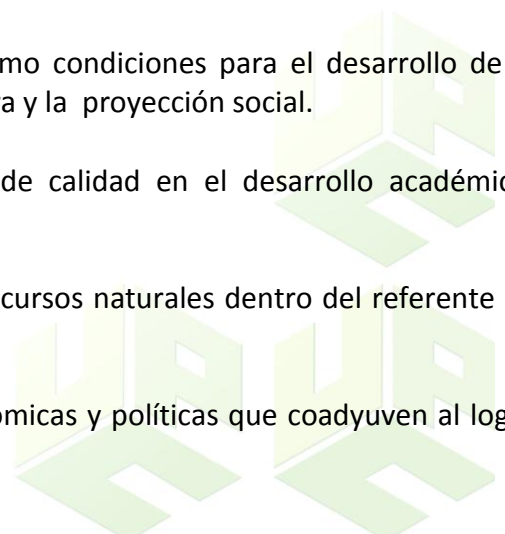 mo condiciones para el desarrollo de
a y la proyección social.
de calidad en el desarrollo académic
cursos naturales dentro del referente
micas y políticas que coadyuven al log